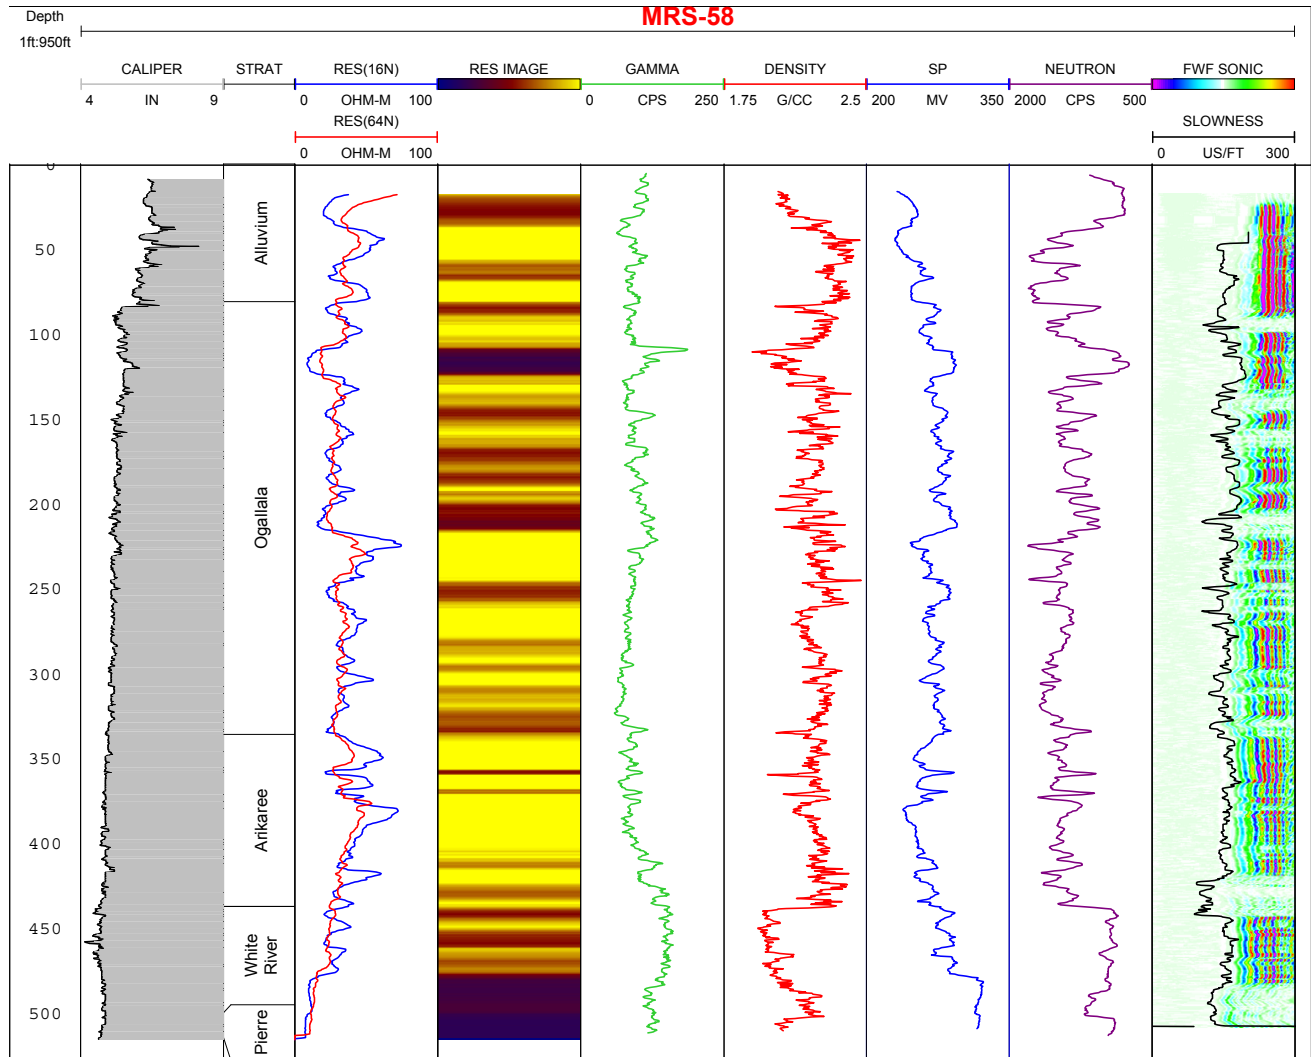 Depth
MRS-58
1ft:950ft
CALIPER STRAT RES(16N) RES IMAGE GAMMA DENSITY SP NEUTRON FWF SONIC
4 IN 9 0 OHM-M 100 0 CPS 250 1.75 G/CC 2.5 200 MV 350 2000 CPS 500
RES(64N) SLOWNESS
0 OHM-M 100 0 US/FT 300
0
50
100
150
200
250
300
350
400
450
500
Alluvium
Ogallala
Arikaree
White
River
Pierre